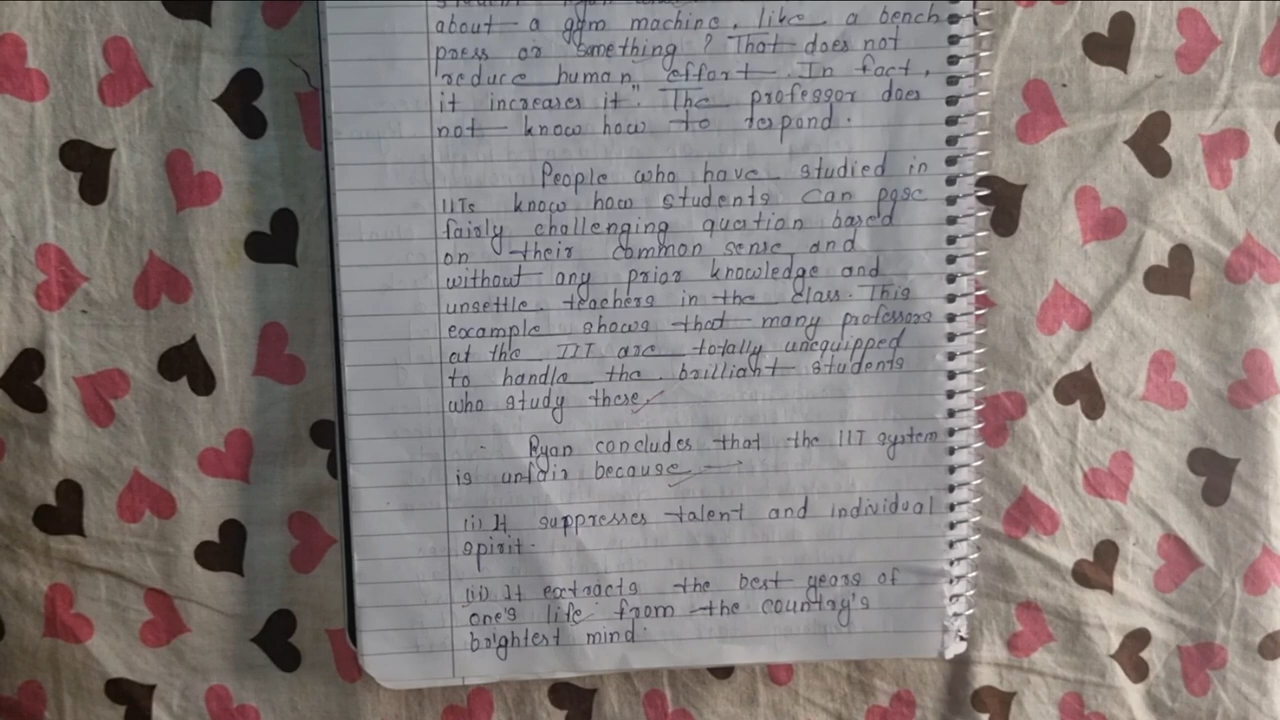 about a gym machine, like a bench
press or something? That does not
reduce human effort. In fact,
it increases it". The professor does
not know how to respond.
People who have studied in
IITs know how students can pose
fairly challenging quation based
on their common sense and
without any prior knowledge and
unsettle teachers in the class. This
example shows that many professors
at the IIT are totally unequipped
to handle the brilliant students
who study there.
Ryan concludes that the IIT system
is unfair because
(i) It suppresses talent and individual
spirit.
(ii) It extracts the best years of
one's life from the country's
brightest mind.